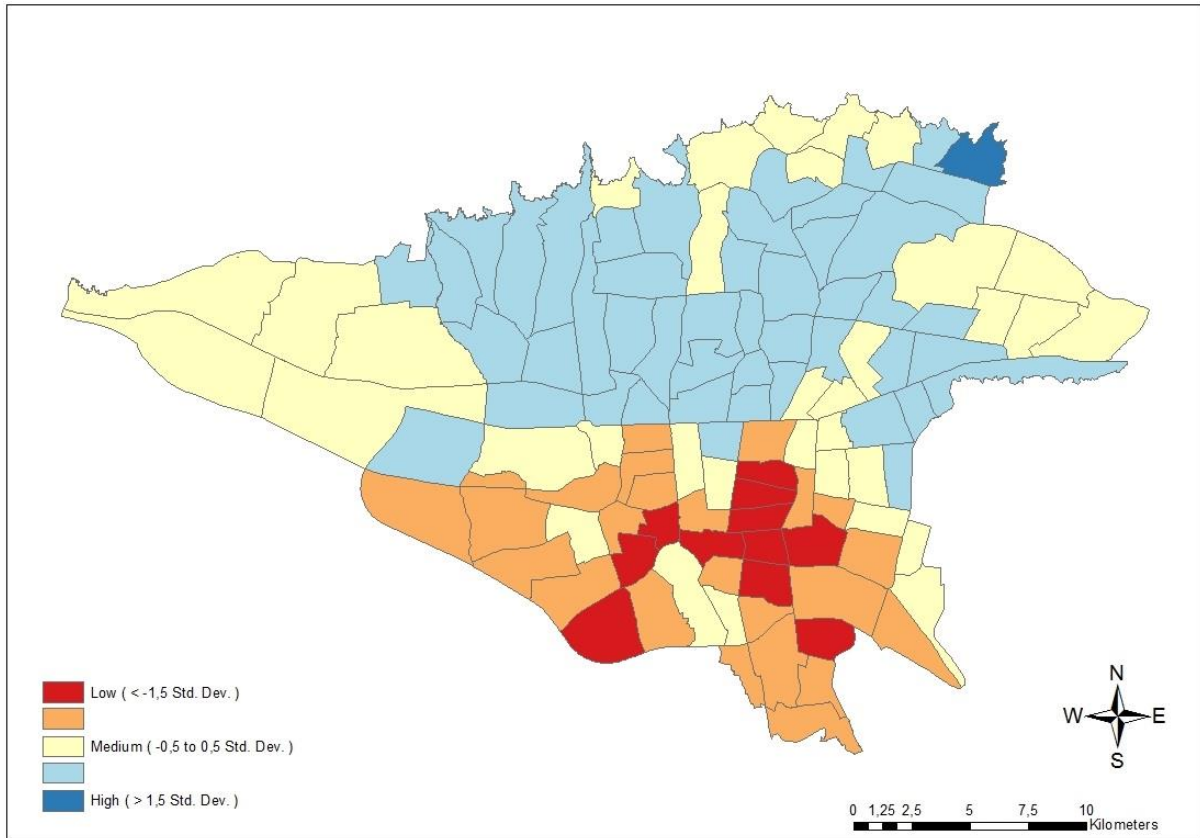 Low ( < -1,5 Std. Dev. )
Medium ( -0,5 to 0,5 Std. Dev. )
High ( > 1,5 Std. Dev. )
N
W E
S
0 1,25 2,5 5 7,5 10
Kilometers